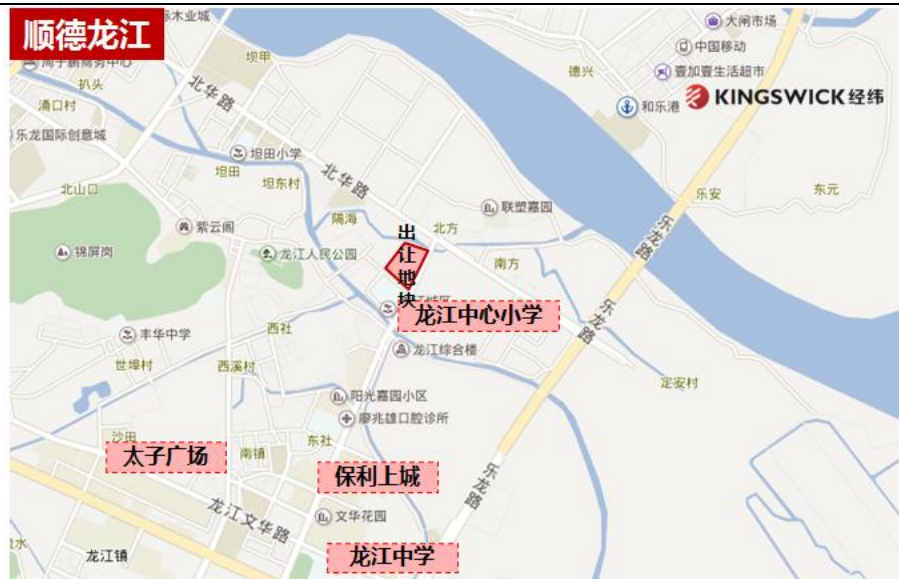 顺德龙江
木业城
大闸市场
中国移动
壹加壹生活超市
和乐港
KINGSWICK 经纬
德兴
坝甲
扒头
涌口村
北华路
乐龙国际创意城
坦田小学
坦田
坦东村
北华路
北山口
紫云阁
隔海
联塑嘉园
乐安
东元
乐龙路
锦屏岗
龙江人民公园
出让地块
北方
南方
乐龙路
龙江中心小学
丰华中学
西社
龙江综合楼
世埠村
西溪村
定安村
阳光嘉园小区
廖兆雄口腔诊所
沙田
东社
太子广场
南镇
保利上城
乐龙路
龙江文华路
文华花园
龙江镇
龙江中学